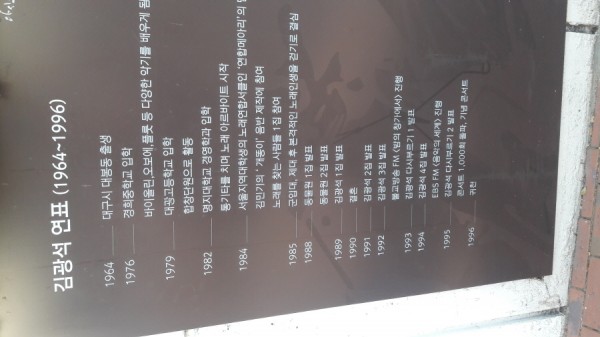 김광석 연표 (1964~1996)
1964 대구시 대봉동 출생
1976 경희중학교 입학
바이올린, 오보에, 플룻 등 다양한 악기를 배우게 됨
1979 대광고등학교 입학
합창단원으로 활동
1982 명지대학교 경영학과 입학
통기타를 치며 노래 아르바이트 시작
1984 서울지역대학생의 노래연합서클인 '연합메아리'의
김민기의 '개똥이' 음반 제작에 참여
노래를 찾는 사람들 1집 참여
1985 군입대, 제대 후 본격적인 노래인생을 걷기로 결심
1988 동물원 1집 발표
동물원 2집 발표
1989 김광석 1집 발표
1990 결혼
1991 김광석 2집 발표
1992 김광석 3집 발표
불교방송 FM <밤의 창가에서> 진행
1993 김광석 다시부르기 1 발표
1994 김광석 4집 발표
EBS FM <음악의 세계> 진행
1995 김광석 다시부르기 2 발표
콘서트 1,000회 돌파, 기념 콘서트
1996 귀천